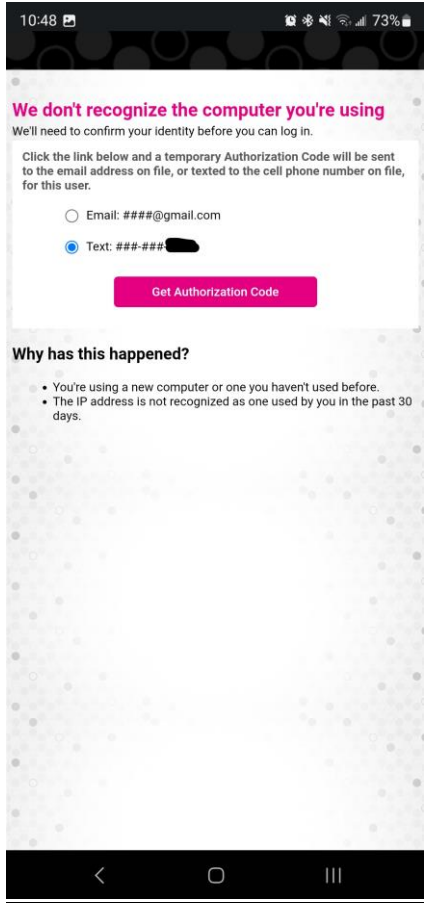 10:48 73%
We don't recognize the computer you're using
We'll need to confirm your identity before you can log in.
Click the link below and a temporary Authorization Code will be sent
to the email address on file, or texted to the cell phone number on file,
for this user.
Email: ####@gmail.com
Text: ###-###-
Get Authorization Code
Why has this happened?
• You're using a new computer or one you haven't used before.
• The IP address is not recognized as one used by you in the past 30
days.